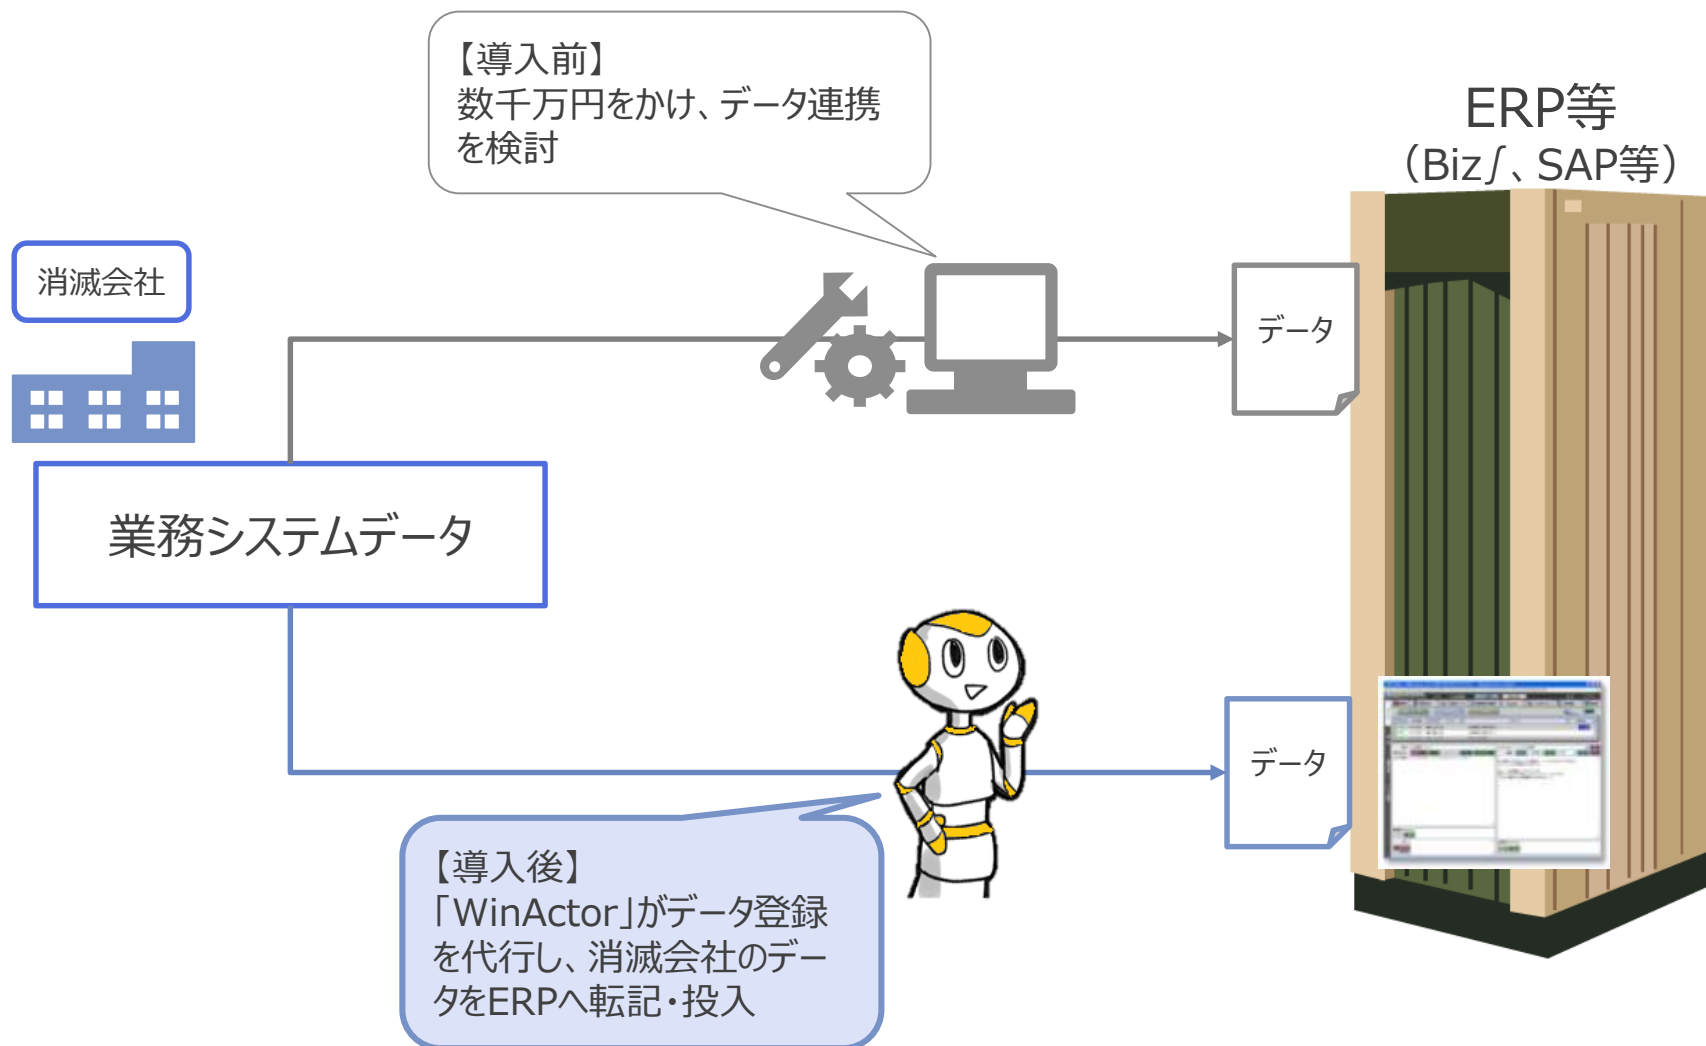 【導入前】
数千万円をかけ、データ連携
を検討
ERP等
（Biz∫、SAP等）
消滅会社
データ
業務システムデータ
データ
【導入後】
「WinActor」がデータ登録
を代行し、消滅会社のデー
タをERPへ転記・投入